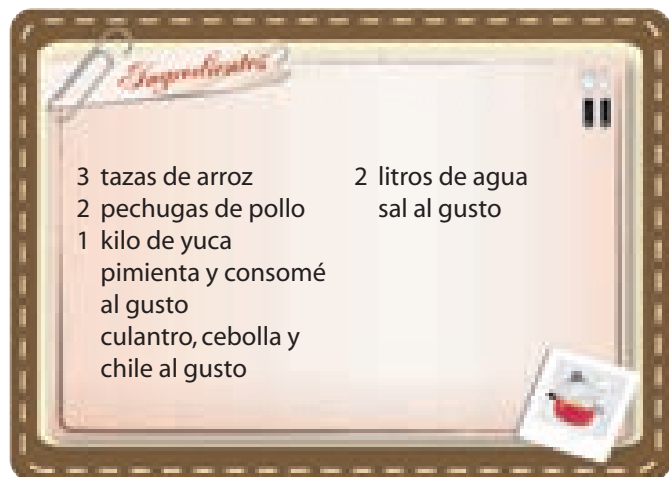 Ingredientes
3 tazas de arroz
2 pechugas de pollo
1 kilo de yuca
pimienta y consomé
al gusto
culantro, cebolla y
chile al gusto
2 litros de agua
sal al gusto